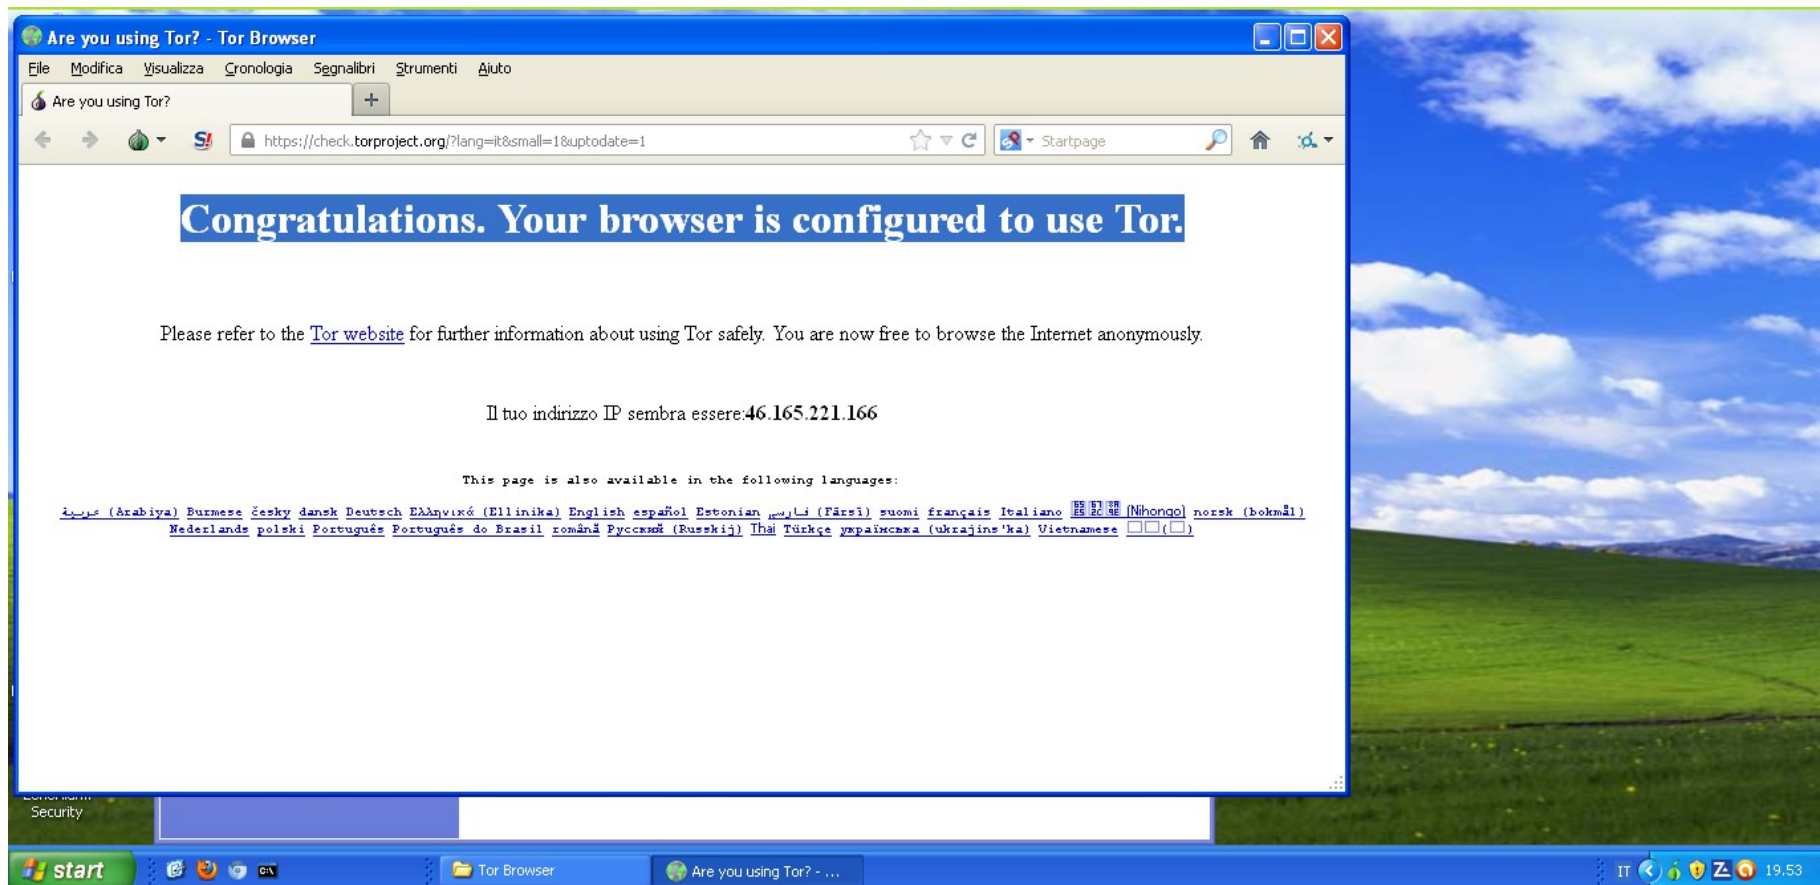 Are you using Tor? - Tor Browser
File Modifica Visualizza Cronologia Segnalibri Strumenti Aiuto
Are you using Tor?
https://check.torproject.org/?lang=it&small=1&uptodate=1 Startpage
Congratulations. Your browser is configured to use Tor.
Please refer to the Tor website for further information about using Tor safely. You are now free to browse the Internet anonymously.
Il tuo indirizzo IP sembra essere:46.165.221.166
This page is also available in the following languages:
عربية (Arabiya) Burmese česky dansk Deutsch Ελληνικά (Ellinika) English español Estonian فارسی (Fārsī) suomi français Italiano (Nihongo) norsk (bokmål)
Nederlands polski Português Português do Brasil română Русский (Russkij) Thai Türkçe українська (ukrajins'ka) Vietnamese
Security
start Tor Browser Are you using Tor? - ... IT 19.53